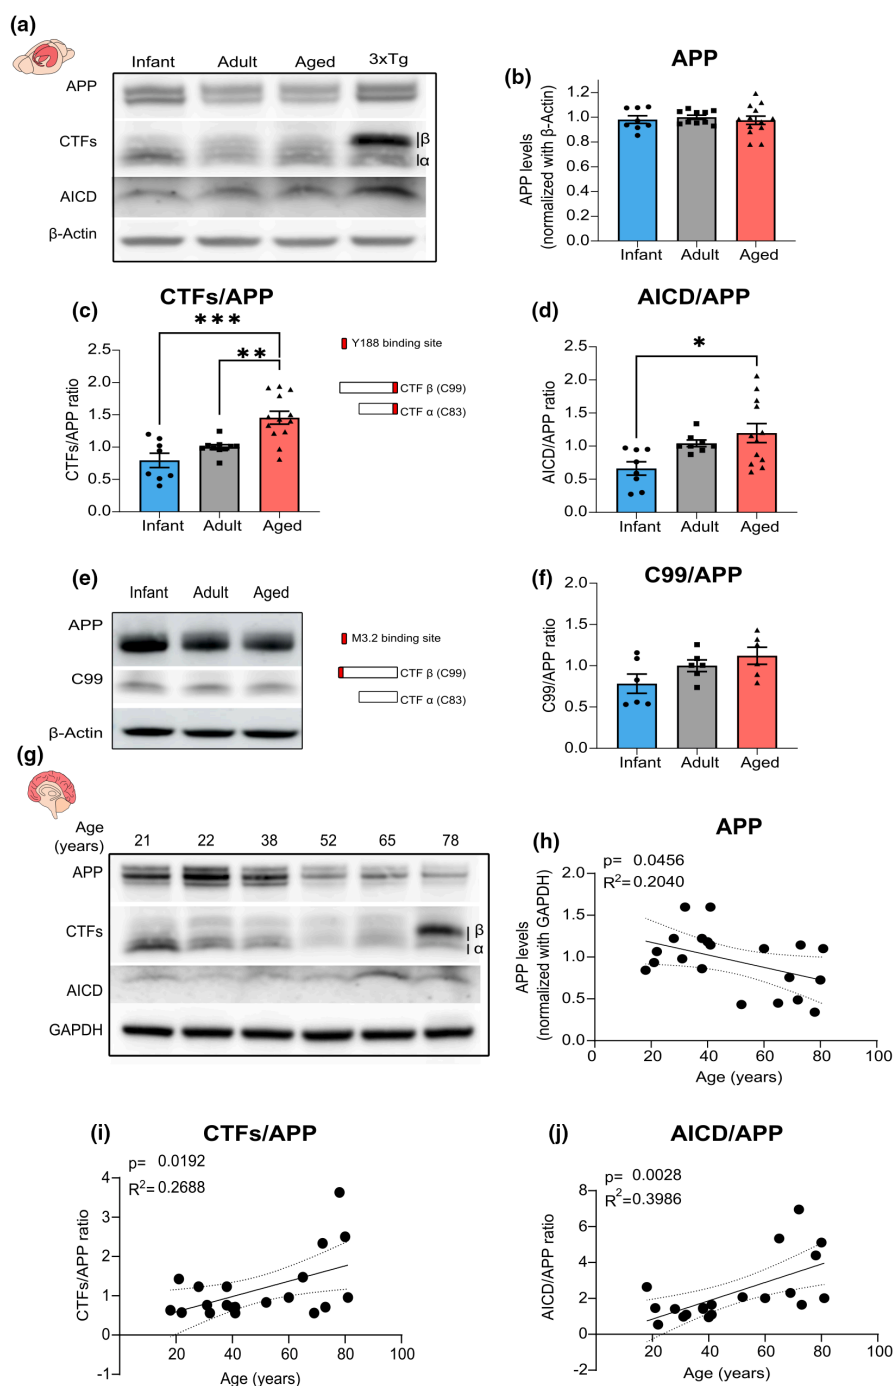 (a)
Infant Adult Aged 3xTg
APP
CTFs
β
α
AICD
β-Actin
(b)
APP
APP levels
(normalized with β-Actin)
1.2
1.0
0.8
0.6
0.4
0.2
0.0
Infant Adult Aged
(c)
CTFs/APP
***
**
CTFs/APP ratio
2.5
2.0
1.5
1.0
0.5
0.0
Infant Adult Aged
Y188 binding site
CTF β (C99)
CTF α (C83)
(d)
AICD/APP
*
AICD/APP ratio
2.5
2.0
1.5
1.0
0.5
0.0
Infant Adult Aged
(e)
Infant Adult Aged
APP
C99
β-Actin
M3.2 binding site
CTF β (C99)
CTF α (C83)
(f)
C99/APP
C99/APP ratio
2.0
1.5
1.0
0.5
0.0
Infant Adult Aged
(g)
Age
(years)
21 22 38 52 65 78
APP
CTFs
β
α
AICD
GAPDH
(h)
APP
p= 0.0456
R²=0.2040
APP levels
(normalized with GAPDH)
2.0
1.5
1.0
0.5
0.0
0 20 40 60 80 100
Age (years)
(i)
CTFs/APP
p= 0.0192
R²=0.2688
CTFs/APP ratio
4
3
2
1
0
-1
20 40 60 80 100
Age (years)
(j)
AICD/APP
p= 0.0028
R²=0.3986
AICD/APP ratio
8
6
4
2
0
-2
20 40 60 80 100
Age (years)